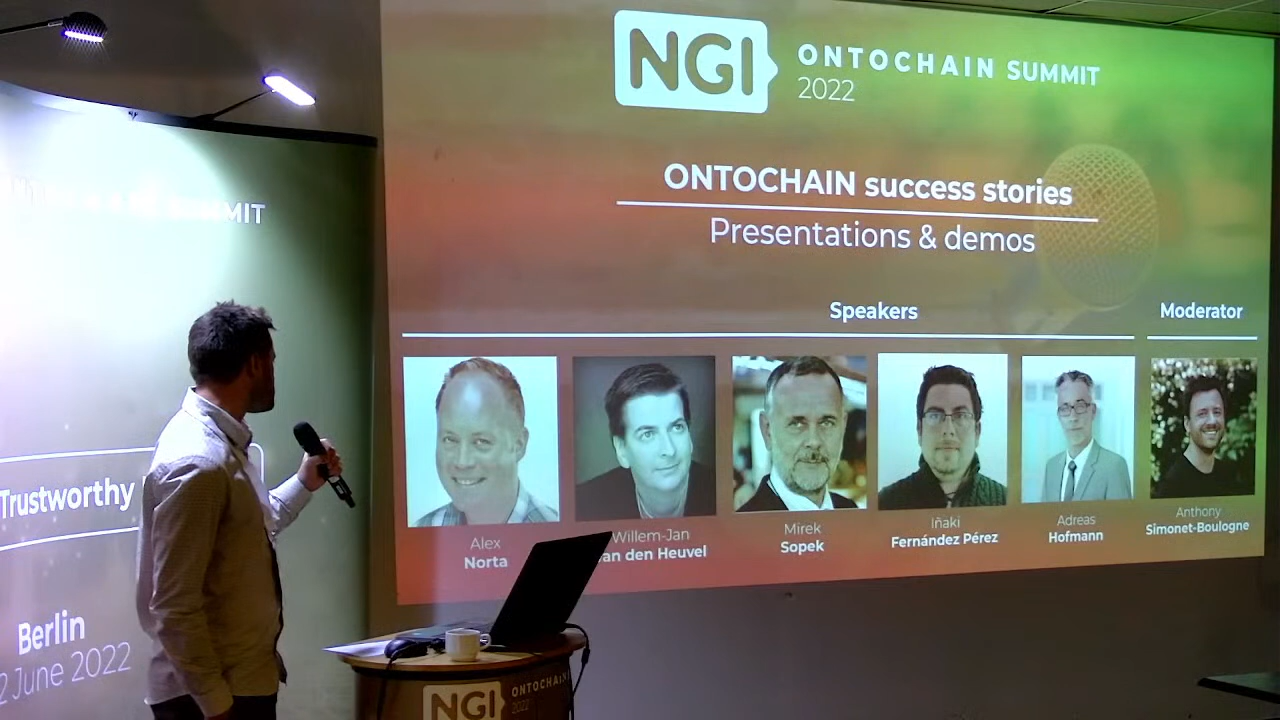 NGI
ONTOCHAIN SUMMIT
2022
ONTOCHAIN success stories
Presentations & demos
Speakers
Moderator
Alex
Norta
Willem-Jan
an den Heuvel
Mirek
Sopek
Iñaki
Fernández Pérez
Adreas
Hofmann
Anthony
Simonet-Boulogne
MIT
Trustworthy
Berlin
2 June 2022
NGI
ONTOCHAIN
2022